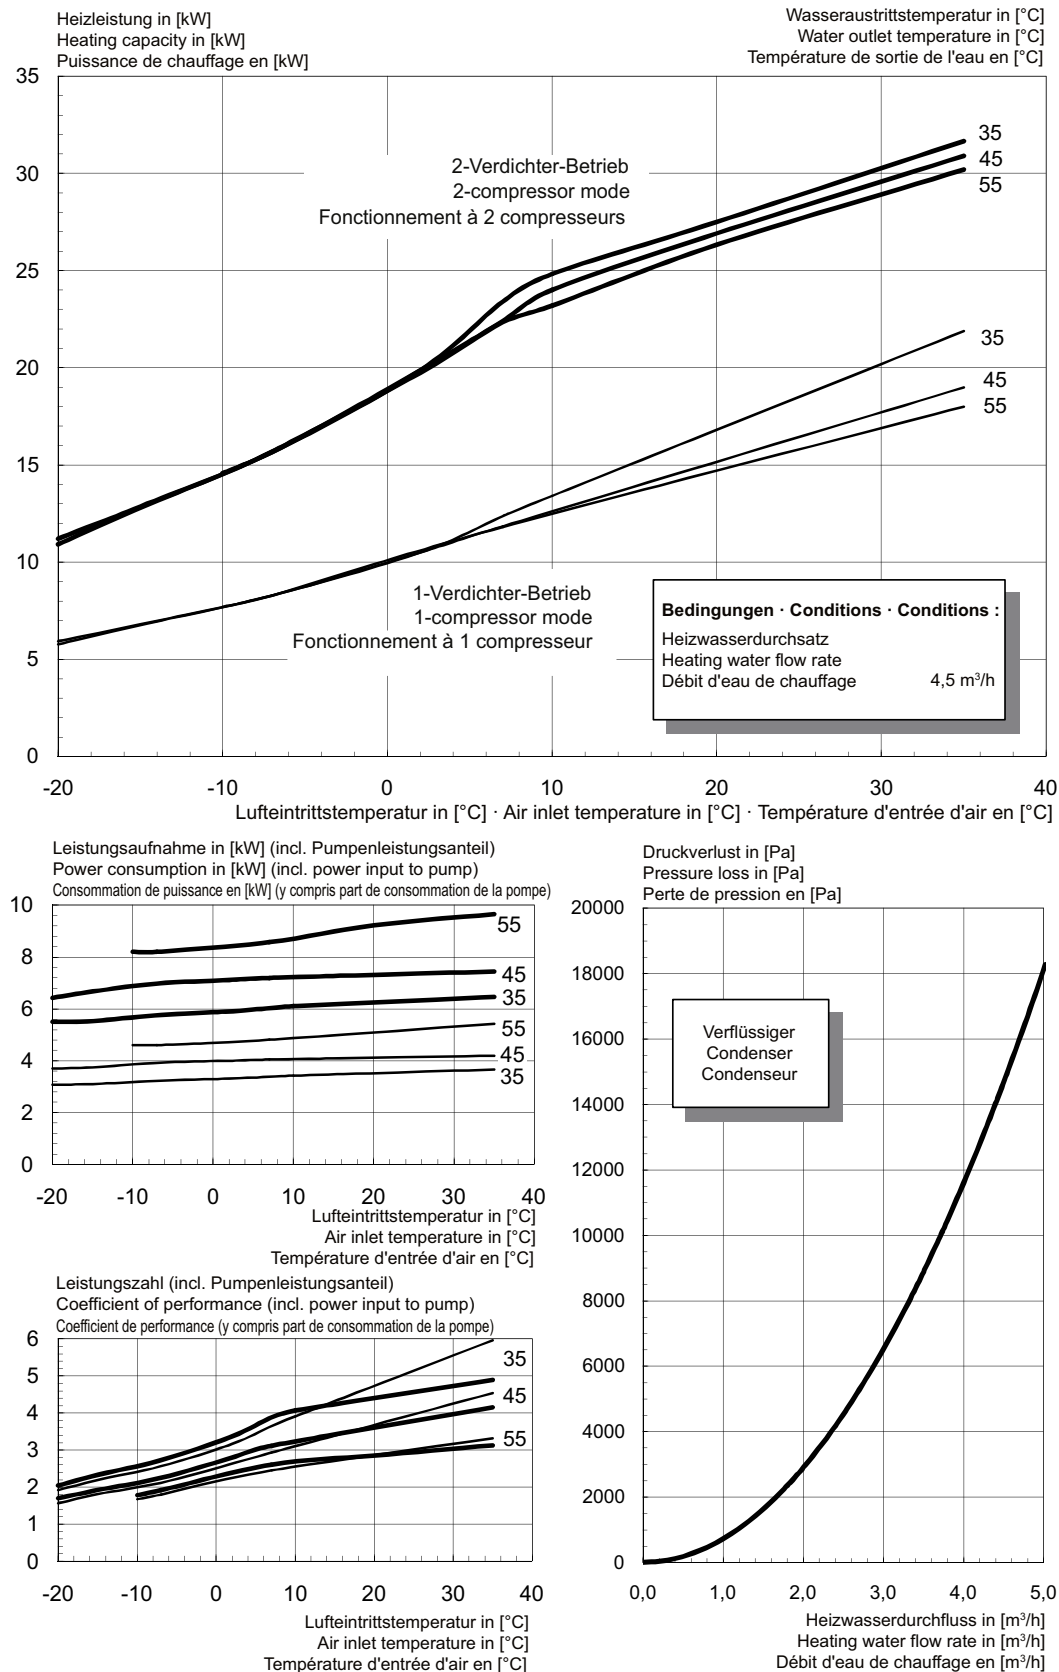 Heizleistung in [kW]
Heating capacity in [kW]
Puissance de chauffage en [kW]
Wasseraustrittstemperatur in [°C]
Water outlet temperature in [°C]
Température de sortie de l'eau en [°C]
35
30
25
20
15
10
5
0
2-Verdichter-Betrieb
2-compressor mode
Fonctionnement à 2 compresseurs
35
45
55
35
45
55
1-Verdichter-Betrieb
1-compressor mode
Fonctionnement à 1 compresseur
Bedingungen · Conditions · Conditions :
Heizwasserdurchsatz
Heating water flow rate
Débit d'eau de chauffage 4,5 m³/h
-20 -10 0 10 20 30 40
Lufteintrittstemperatur in [°C] · Air inlet temperature in [°C] · Température d'entrée d'air en [°C]
Leistungsaufnahme in [kW] (incl. Pumpenleistungsanteil)
Power consumption in [kW] (incl. power input to pump)
Consommation de puissance en [kW] (y compris part de consommation de la pompe)
10
8
6
4
2
0
55
45
35
55
45
35
-20 -10 0 10 20 30 40
Lufteintrittstemperatur in [°C]
Air inlet temperature in [°C]
Température d'entrée d'air en [°C]
Leistungszahl (incl. Pumpenleistungsanteil)
Coefficient of performance (incl. power input to pump)
Coefficient de performance (y compris part de consommation de la pompe)
6
5
4
3
2
1
0
35
45
55
-20 -10 0 10 20 30 40
Lufteintrittstemperatur in [°C]
Air inlet temperature in [°C]
Température d'entrée d'air en [°C]
Druckverlust in [Pa]
Pressure loss in [Pa]
Perte de pression en [Pa]
20000
18000
16000
14000
12000
10000
8000
6000
4000
2000
0
Verflüssiger
Condenser
Condenseur
0,0 1,0 2,0 3,0 4,0 5,0
Heizwasserdurchfluss in [m³/h]
Heating water flow rate in [m³/h]
Débit d'eau de chauffage en [m³/h]